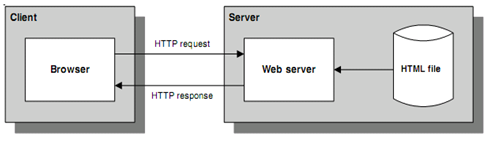 Client
Server
HTTP request
Browser
Web server
HTML file
HTTP response